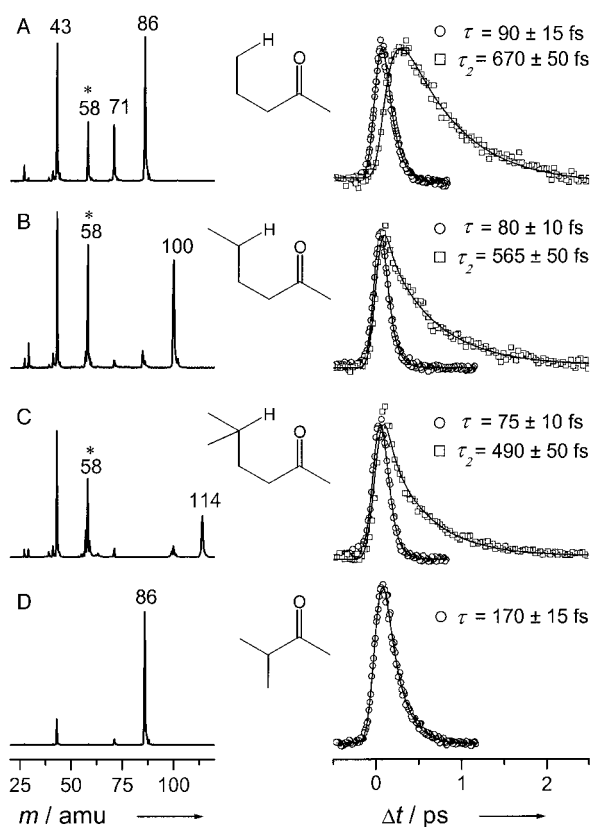 A
43
*
58
71
86
H
O
○ τ = 90 ± 15 fs
□ τ2 = 670 ± 50 fs
B
*
58
100
H
O
○ τ = 80 ± 10 fs
□ τ2 = 565 ± 50 fs
C
*
58
114
H
O
○ τ = 75 ± 10 fs
□ τ2 = 490 ± 50 fs
D
86
O
○ τ = 170 ± 15 fs
25 50 75 100
0 1 2
m / amu
Δt / ps